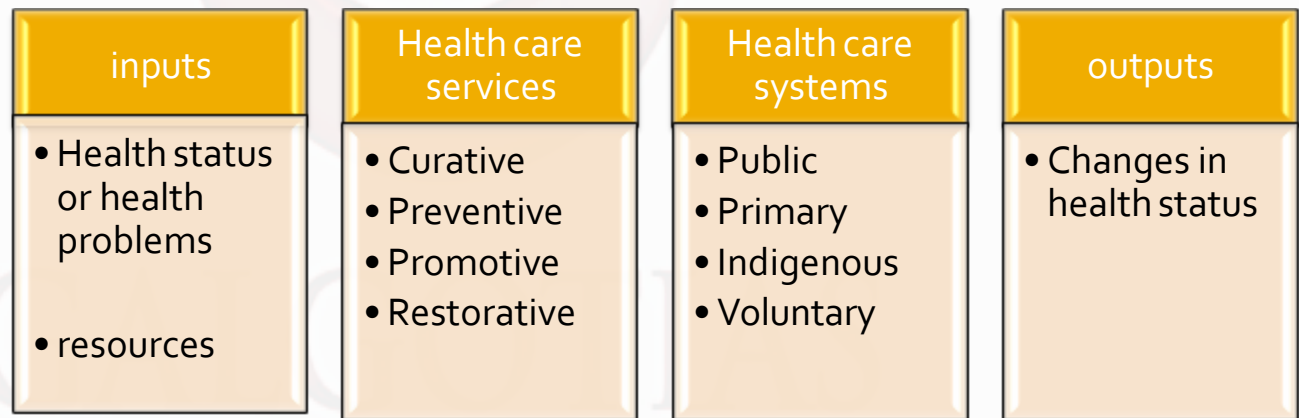 inputs
• Health status
or health
problems
• resources
Health care
services
• Curative
• Preventive
• Promotive
• Restorative
Health care
systems
• Public
• Primary
• Indigenous
• Voluntary
outputs
• Changes in
health status